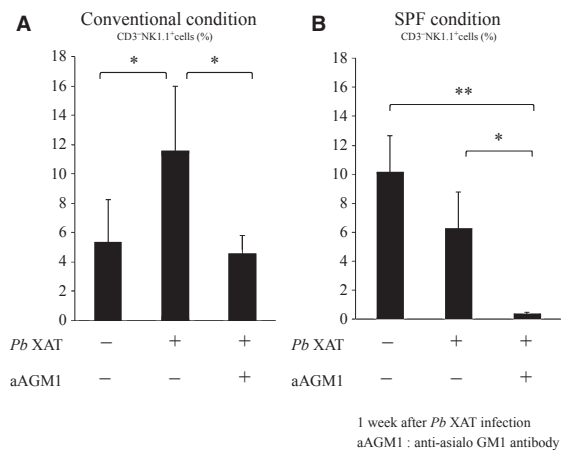 A Conventional condition
CD3⁻NK1.1⁺cells (%)
18
16
14
12
10
8
6
4
2
0
* *
Pb XAT − + +
aAGM1 − − +
B SPF condition
CD3⁻NK1.1⁺cells (%)
18
16
14
12
10
8
6
4
2
0
**
*
Pb XAT − + +
aAGM1 − − +
1 week after Pb XAT infection
aAGM1 : anti-asialo GM1 antibody